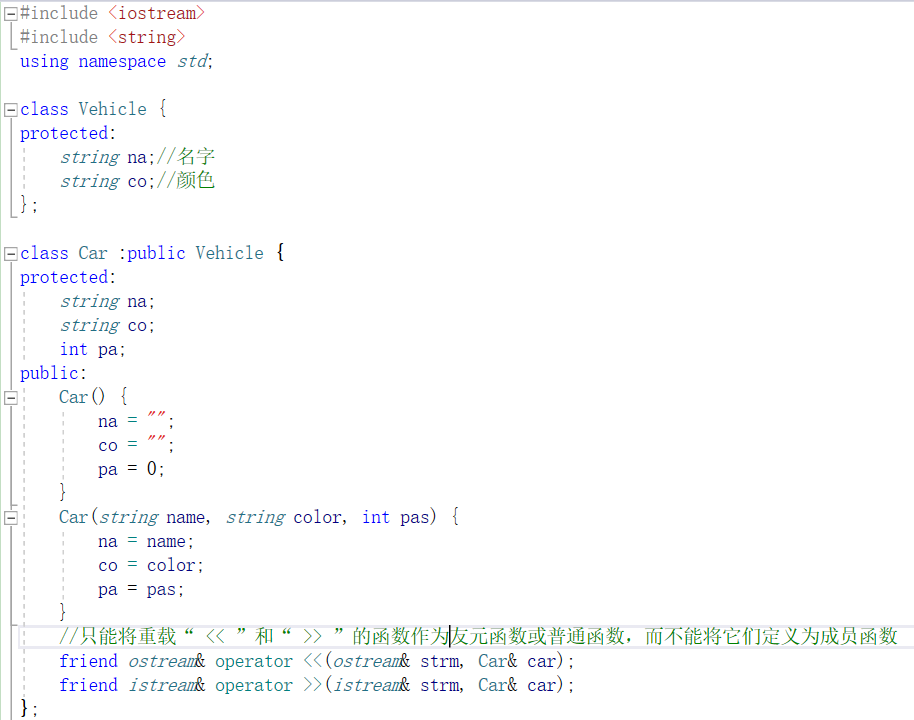 #include <iostream>
#include <string>
using namespace std;

class Vehicle {
protected:
    string na;//名字
    string co;//颜色
};

class Car :public Vehicle {
protected:
    string na;
    string co;
    int pa;
public:
    Car() {
        na = "";
        co = "";
        pa = 0;
    }
    Car(string name, string color, int pas) {
        na = name;
        co = color;
        pa = pas;
    }
    //只能将重载“ << ”和“ >> ”的函数作为友元函数或普通函数，而不能将它们定义为成员函数
    friend ostream& operator <<(ostream& strm, Car& car);
    friend istream& operator >>(istream& strm, Car& car);
};